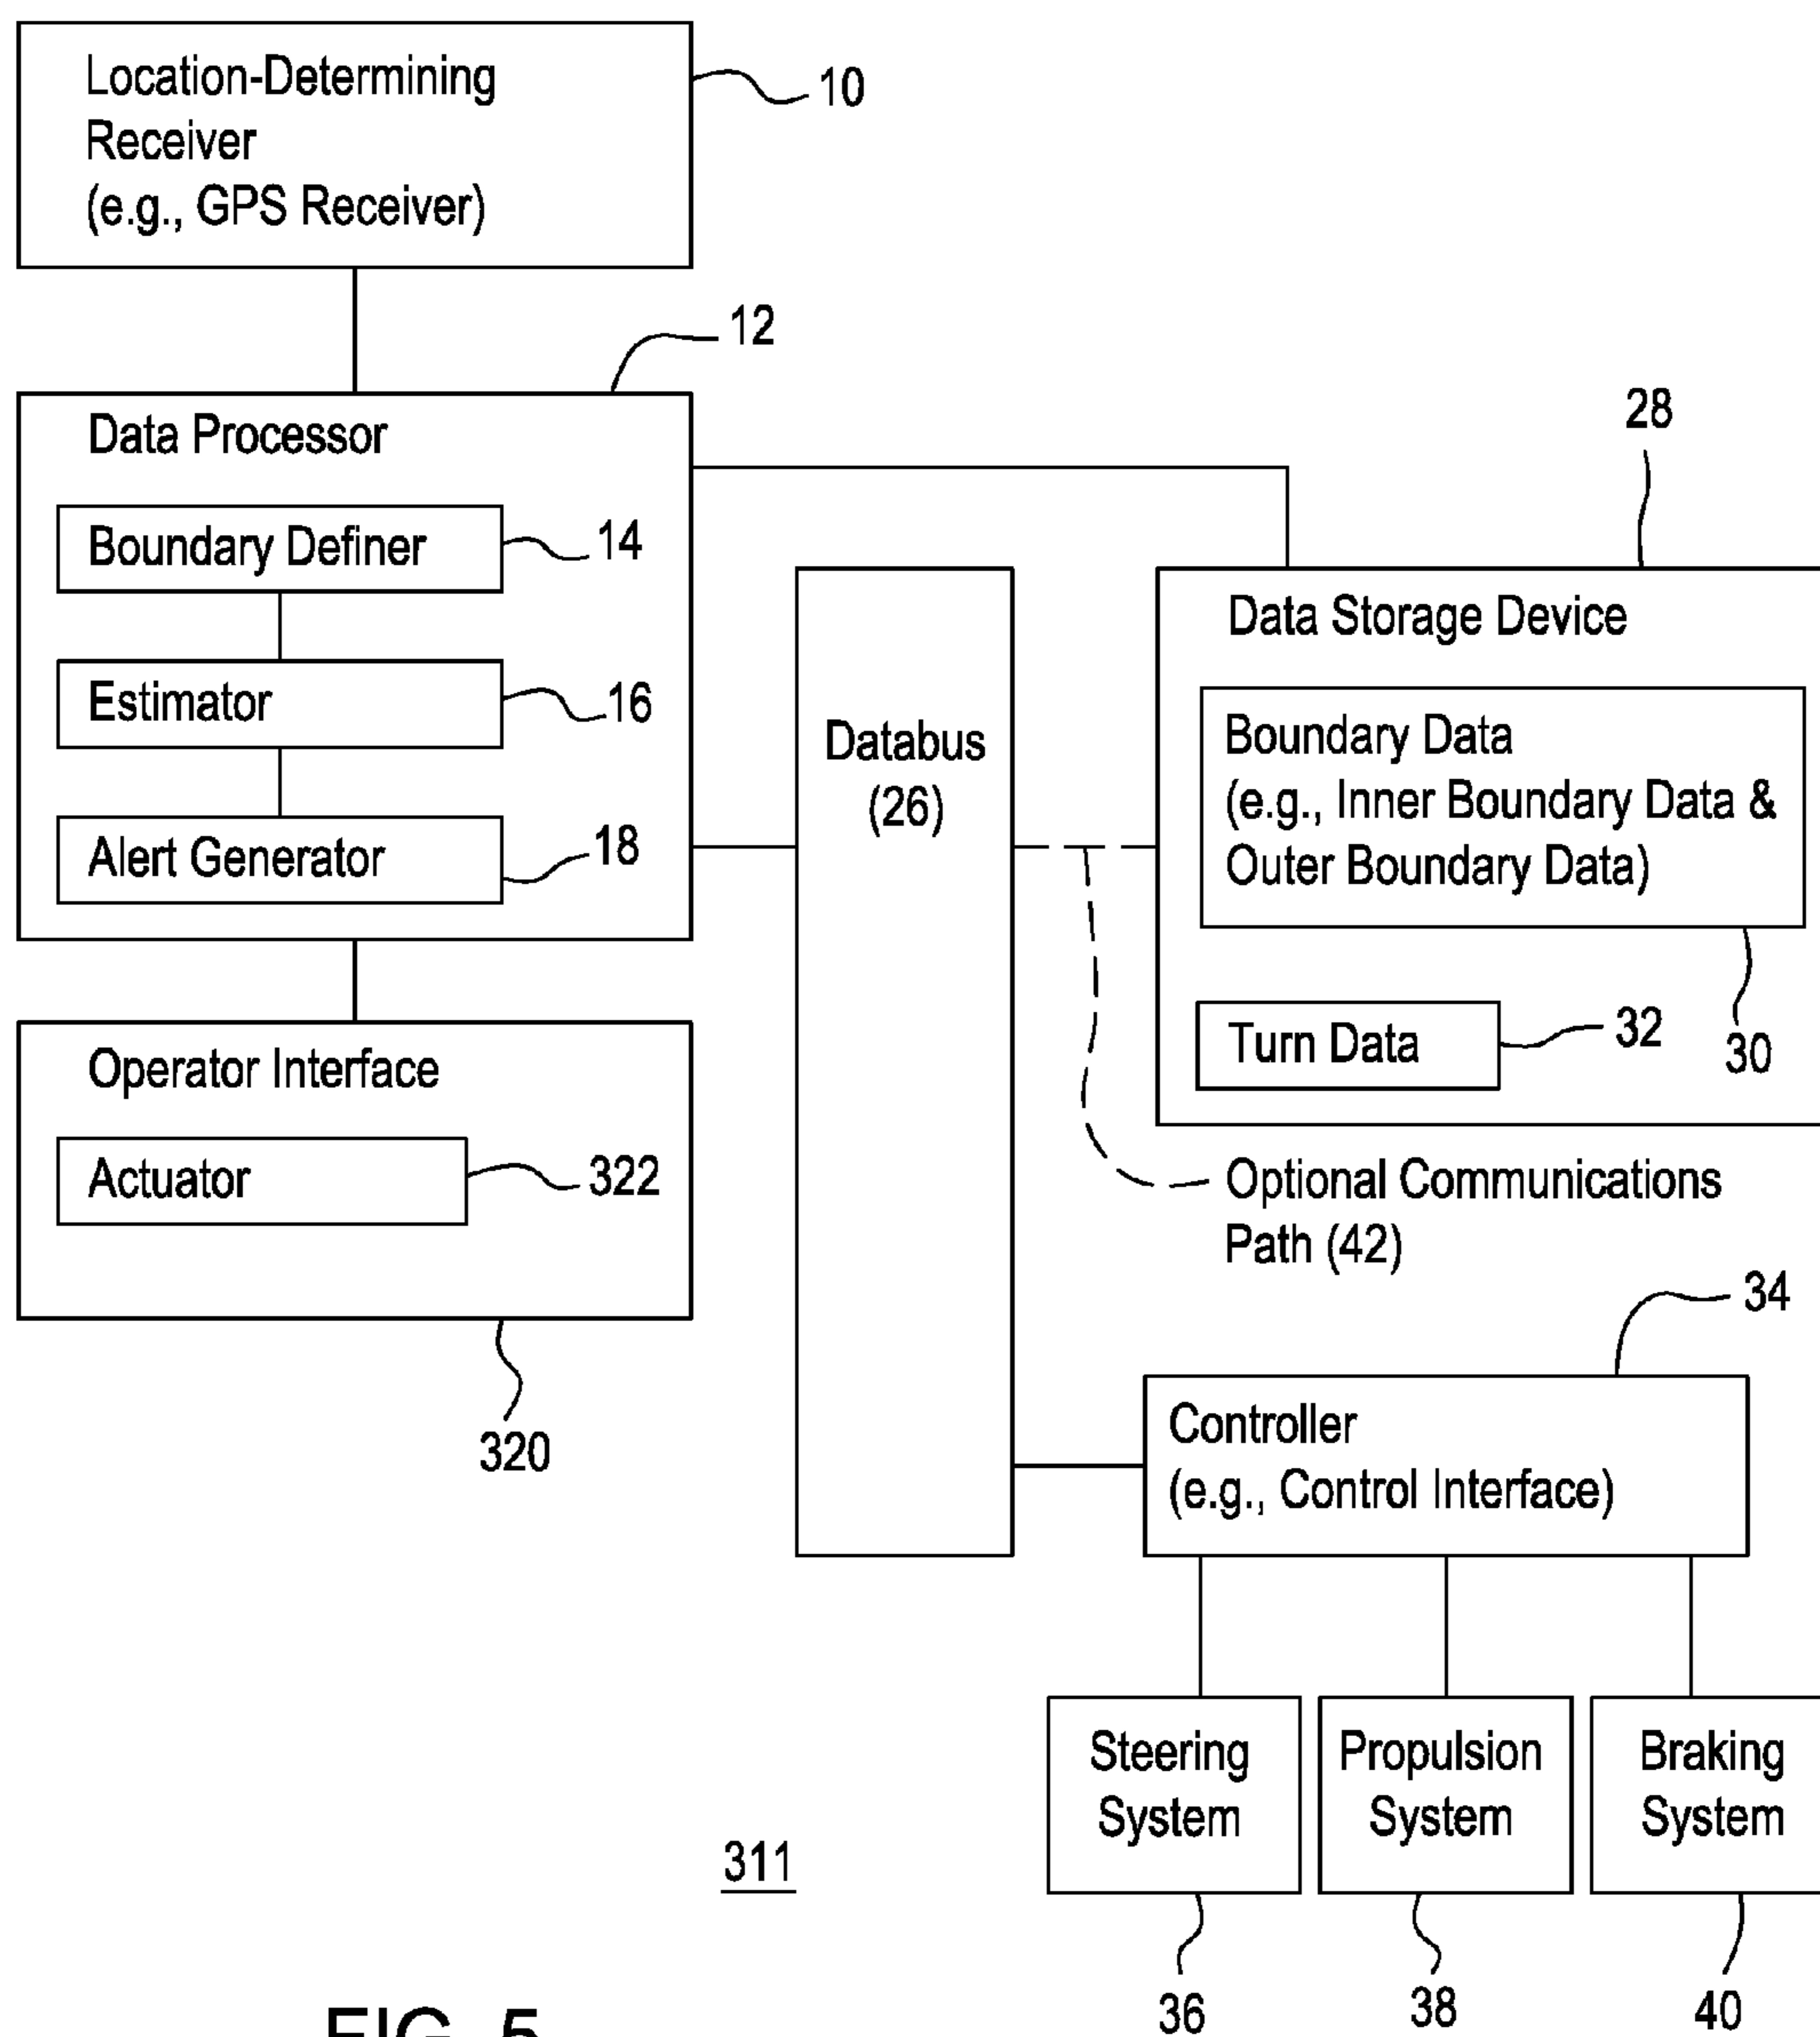 Location-Determining
Receiver
(e.g., GPS Receiver)
10
12
Data Processor
Boundary Definer
14
Estimator
16
Alert Generator
18
Operator Interface
Actuator
322
320
Databus
(26)
28
Data Storage Device
Boundary Data
(e.g., Inner Boundary Data &
Outer Boundary Data)
30
Turn Data
32
Optional Communications
Path (42)
34
Controller
(e.g., Control Interface)
Steering
System
Propulsion
System
Braking
System
36
38
40
311
FIG. 5